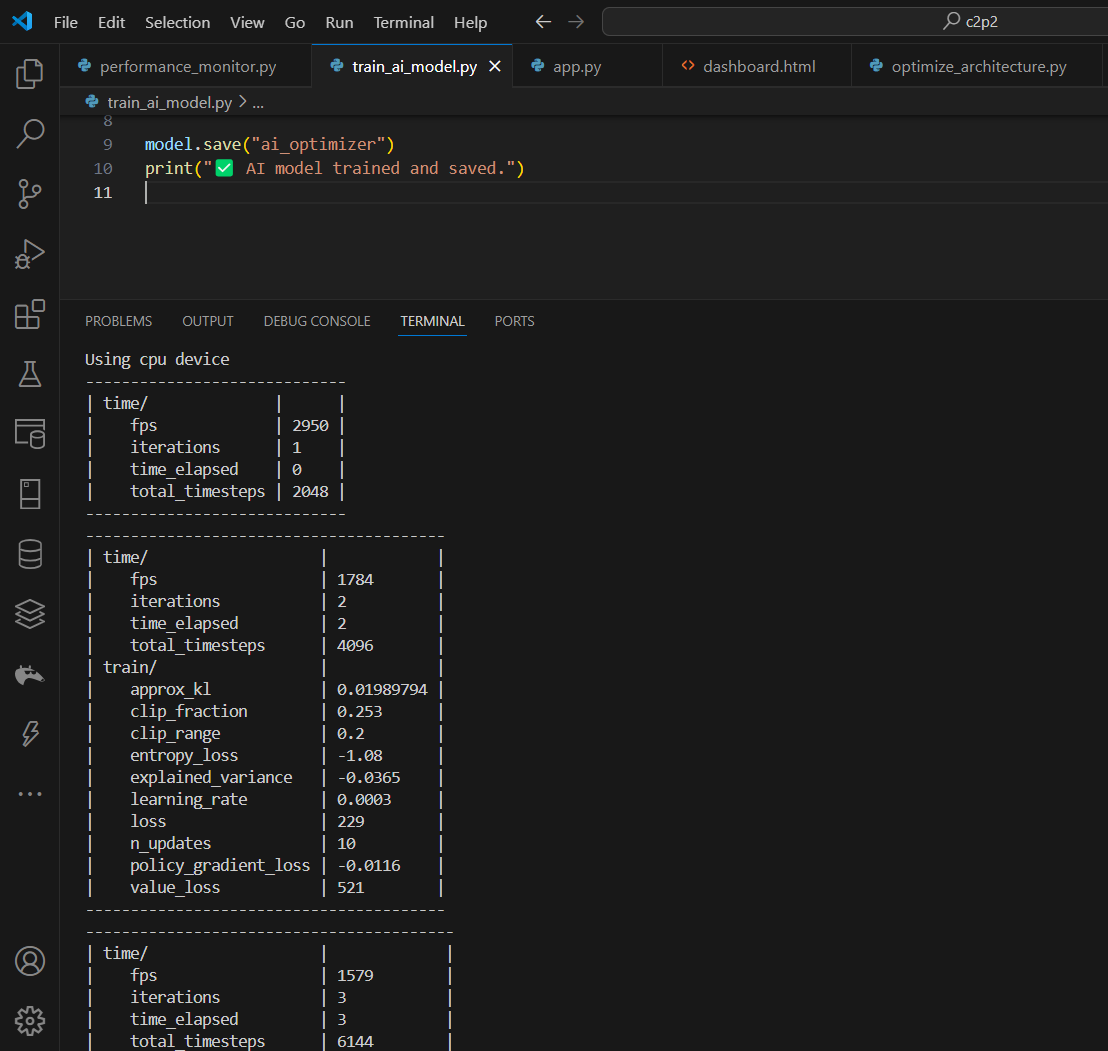 File Edit Selection View Go Run Terminal Help c2p2
performance_monitor.py train_ai_model.py app.py dashboard.html optimize_architecture.py
train_ai_model.py > ...
8
9 model.save("ai_optimizer")
10 print("✅ AI model trained and saved.")
11
PROBLEMS OUTPUT DEBUG CONSOLE TERMINAL PORTS
Using cpu device
-----------------------------
| time/              |      |
|    fps             | 2950 |
|    iterations      | 1    |
|    time_elapsed    | 0    |
|    total_timesteps | 2048 |
-----------------------------
----------------------------------------
| time/                   |            |
|    fps                  | 1784       |
|    iterations           | 2          |
|    time_elapsed         | 2          |
|    total_timesteps      | 4096       |
| train/                  |            |
|    approx_kl            | 0.01989794 |
|    clip_fraction        | 0.253      |
|    clip_range           | 0.2        |
|    entropy_loss         | -1.08      |
|    explained_variance   | -0.0365    |
|    learning_rate        | 0.0003     |
|    loss                 | 229        |
|    n_updates            | 10         |
|    policy_gradient_loss | -0.0116    |
|    value_loss           | 521        |
----------------------------------------
-----------------------------------------
| time/                   |             |
|    fps                  | 1579        |
|    iterations           | 3           |
|    time_elapsed         | 3           |
|    total_timesteps      | 6144        |